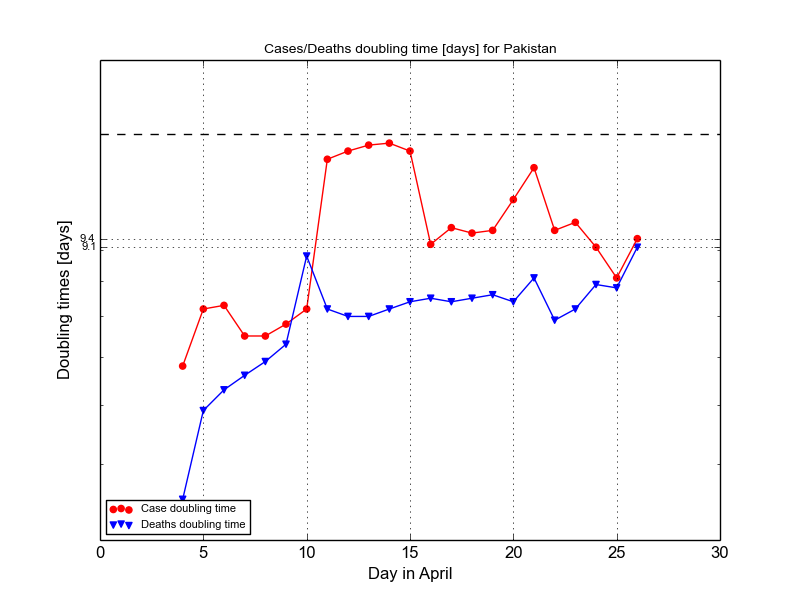 Cases/Deaths doubling time [days] for Pakistan
Doubling times [days]
9.4
9.1
Case doubling time
Deaths doubling time
0 5 10 15 20 25 30
Day in April